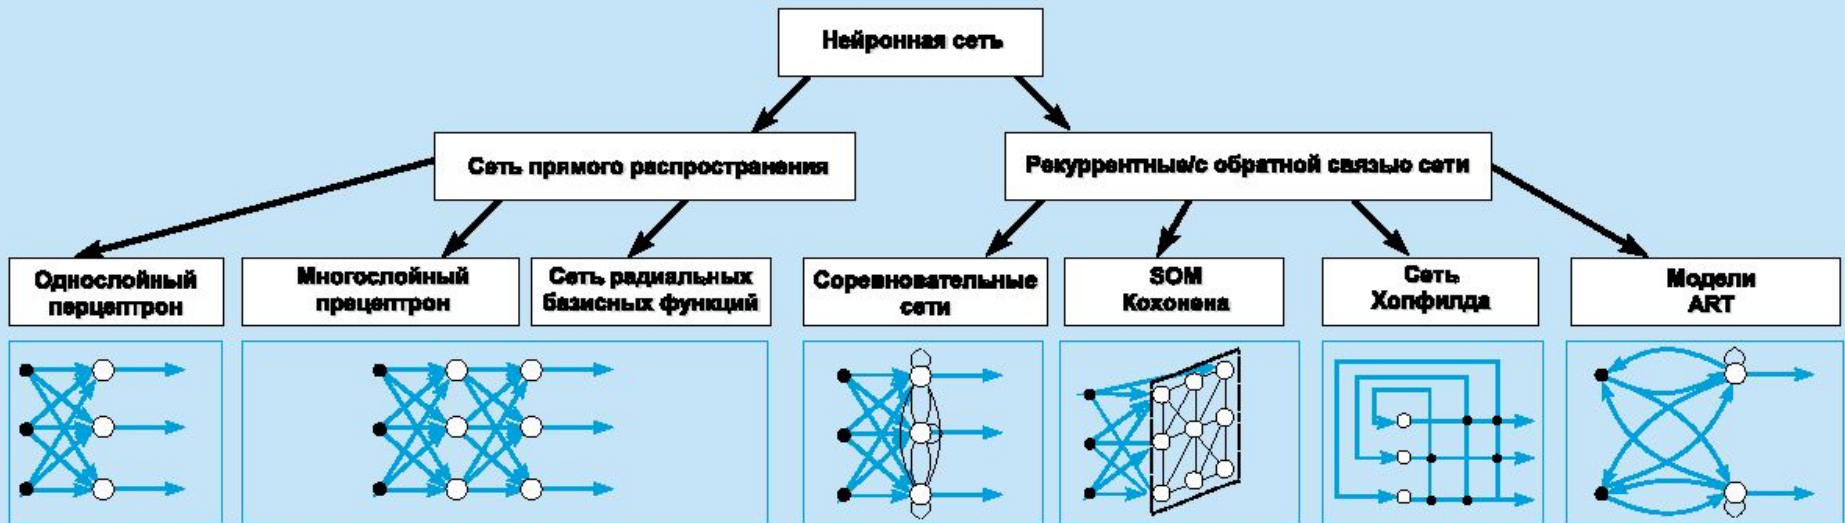 Нейронная сеть
Сеть прямого распространения
Рекуррентные/с обратной связью сети
Однослойный
перцептрон
Многослойный
прецептрон
Сеть радиальных
базисных функций
Соревновательные
сети
SOM
Кохонена
Сеть
Хопфилда
Модели
ART